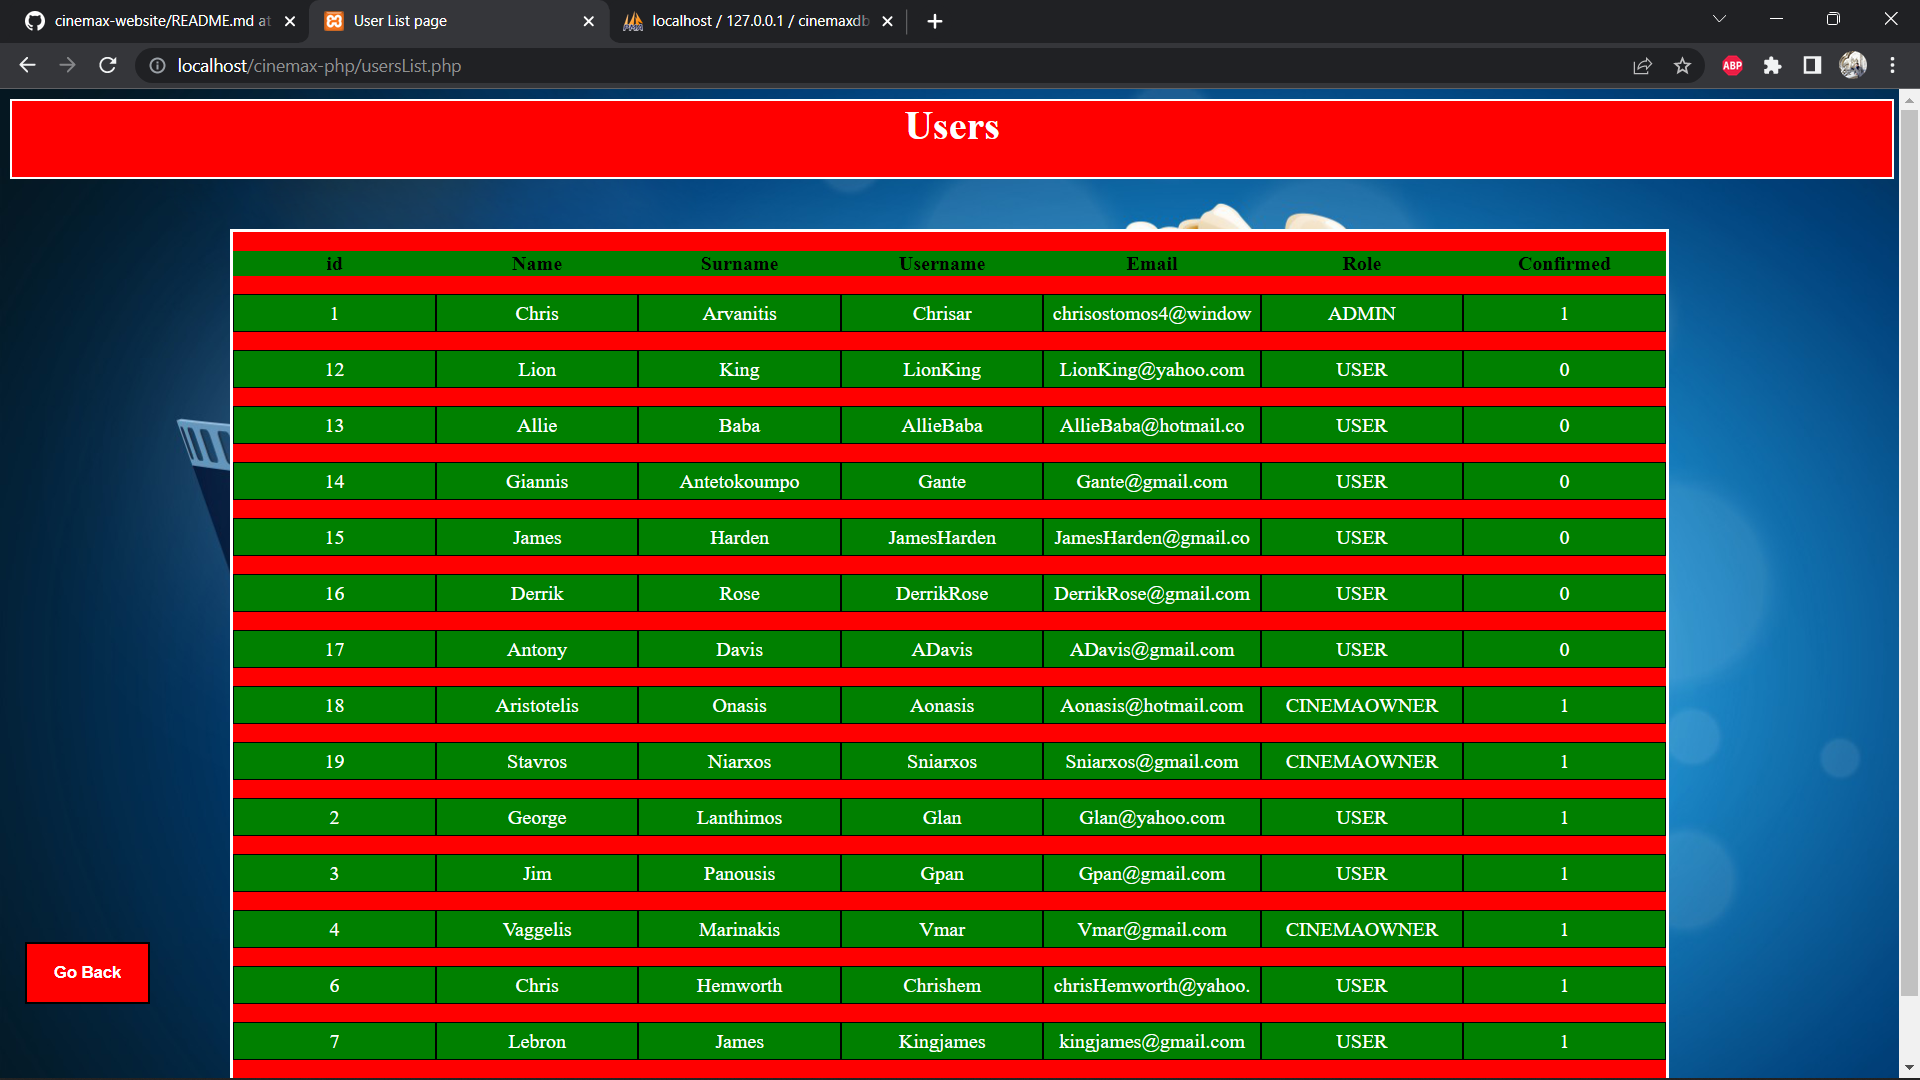 cinemax-website/README.md at
User List page
localhost / 127.0.0.1 / cinemaxdb
localhost/cinemax-php/usersList.php
ABP
Users
id Name Surname Username Email Role Confirmed
1 Chris Arvanitis Chrisar chrisostomos4@window ADMIN 1
12 Lion King LionKing LionKing@yahoo.com USER 0
13 Allie Baba AllieBaba AllieBaba@hotmail.co USER 0
14 Giannis Antetokoumpo Gante Gante@gmail.com USER 0
15 James Harden JamesHarden JamesHarden@gmail.co USER 0
16 Derrik Rose DerrikRose DerrikRose@gmail.com USER 0
17 Antony Davis ADavis ADavis@gmail.com USER 0
18 Aristotelis Onasis Aonasis Aonasis@hotmail.com CINEMAOWNER 1
19 Stavros Niarxos Sniarxos Sniarxos@gmail.com CINEMAOWNER 1
2 George Lanthimos Glan Glan@yahoo.com USER 1
3 Jim Panousis Gpan Gpan@gmail.com USER 1
4 Vaggelis Marinakis Vmar Vmar@gmail.com CINEMAOWNER 1
6 Chris Hemworth Chrishem chrisHemworth@yahoo. USER 1
7 Lebron James Kingjames kingjames@gmail.com USER 1
Go Back